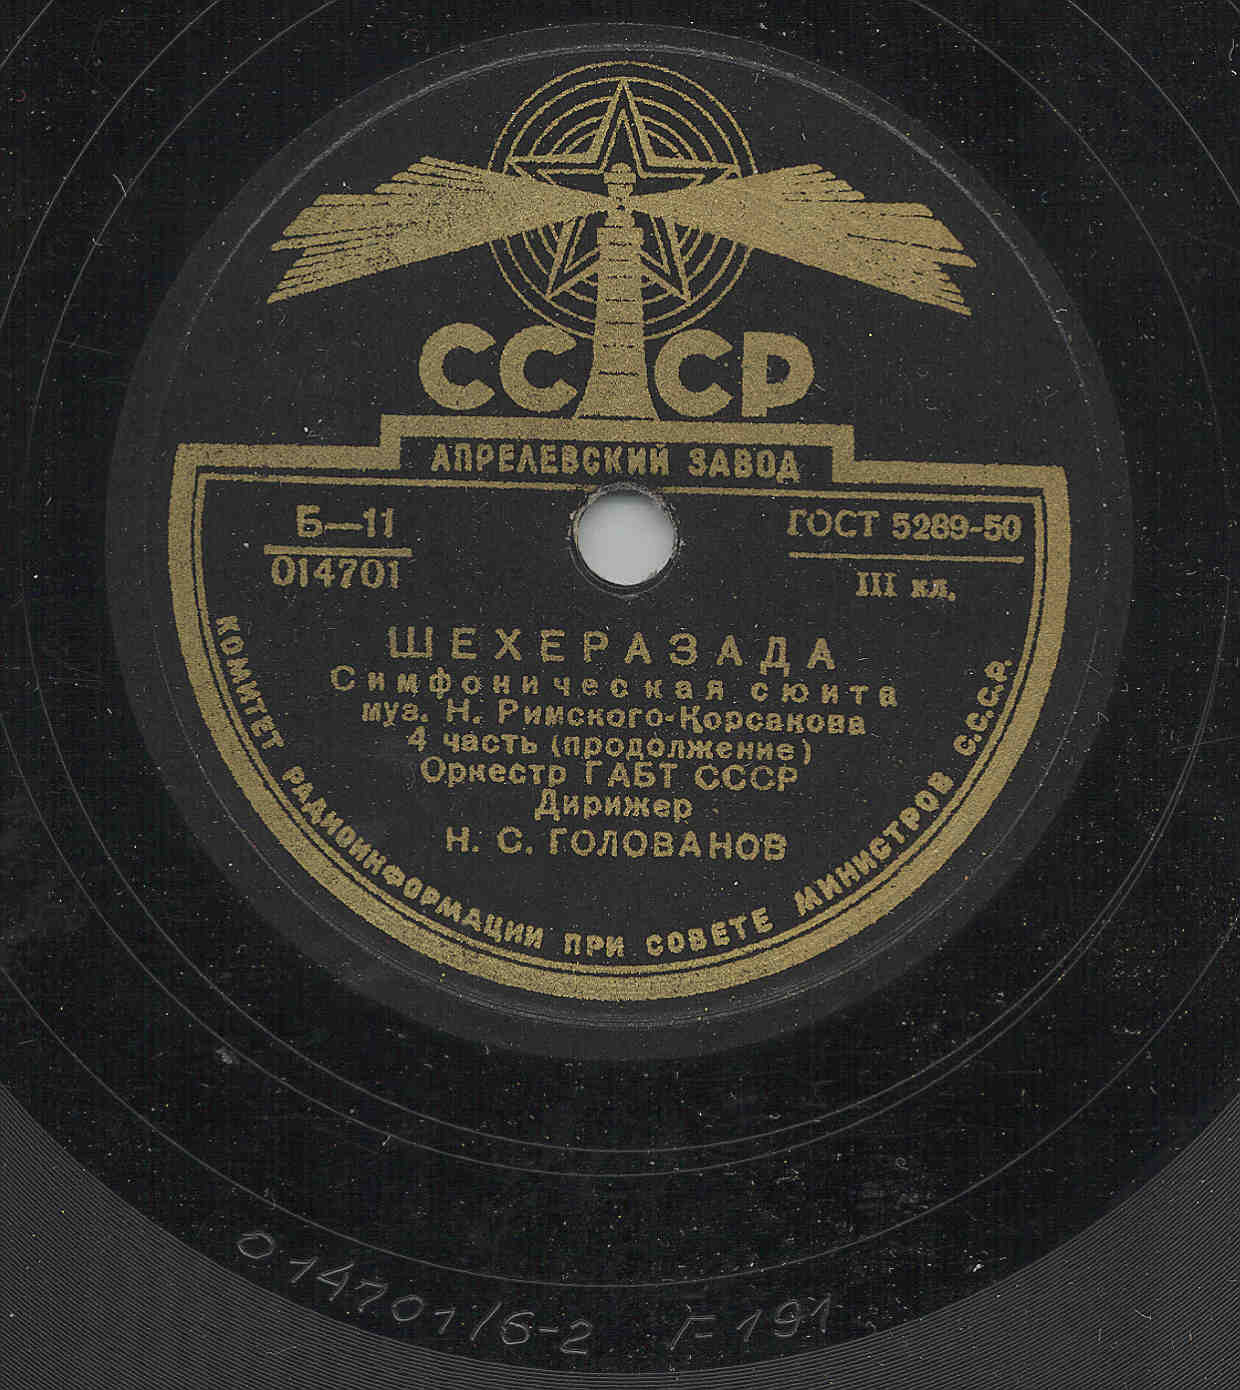 СССР
АПРЕЛЕВСКИЙ ЗАВОД
Б—11
014701
ГОСТ 5289-50
III кл.
ШЕХЕРАЗАДА
Симфоническая сюита
муз. Н. Римского-Корсакова
4 часть (продолжение)
Оркестр ГАБТ СССР
Дирижер
Н. С. ГОЛОВАНОВ
КОМИТЕТ РАДИОИНФОРМАЦИИ ПРИ СОВЕТЕ МИНИСТРОВ С.С.С.Р.
014701/6-2 Г-191